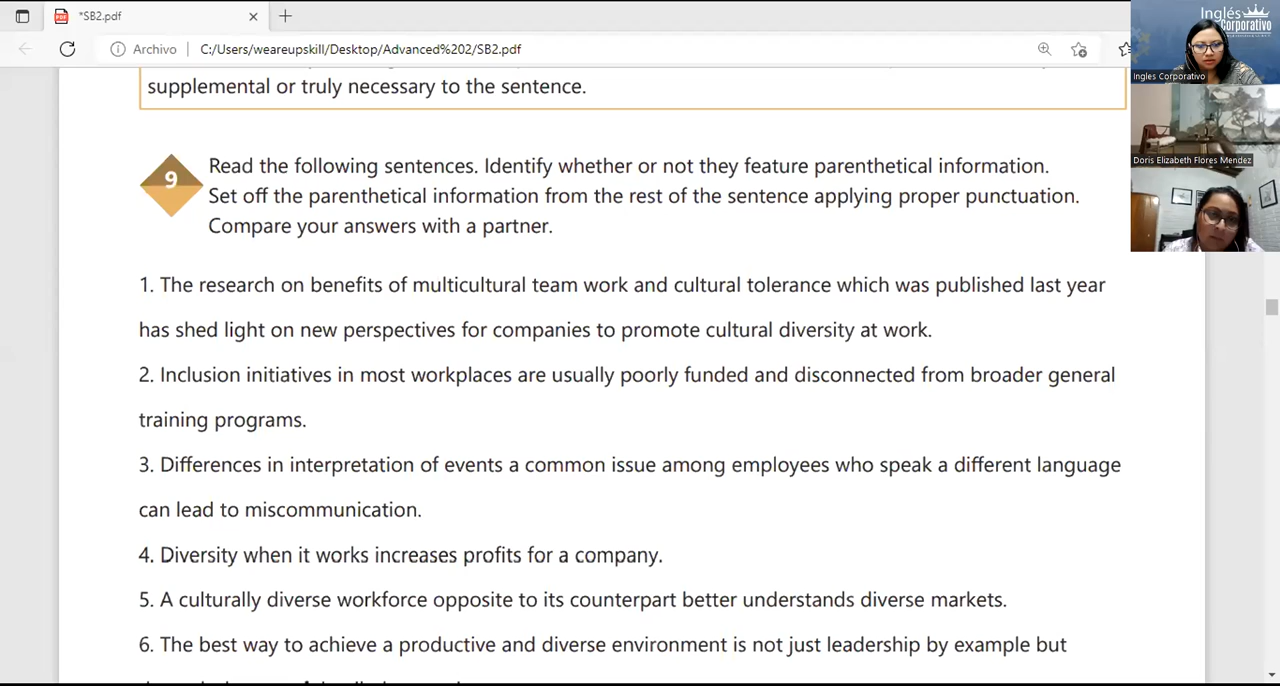 *SB2.pdf
Archivo
C:/Users/weareupskill/Desktop/Advanced%202/SB2.pdf
Inglés
Corporativo
Ingles Corporativo
Doris Elizabeth Flores Mendez
supplemental or truly necessary to the sentence.
9
Read the following sentences. Identify whether or not they feature parenthetical information.
Set off the parenthetical information from the rest of the sentence applying proper punctuation.
Compare your answers with a partner.
1. The research on benefits of multicultural team work and cultural tolerance which was published last year
has shed light on new perspectives for companies to promote cultural diversity at work.
2. Inclusion initiatives in most workplaces are usually poorly funded and disconnected from broader general
training programs.
3. Differences in interpretation of events a common issue among employees who speak a different language
can lead to miscommunication.
4. Diversity when it works increases profits for a company.
5. A culturally diverse workforce opposite to its counterpart better understands diverse markets.
6. The best way to achieve a productive and diverse environment is not just leadership by example but